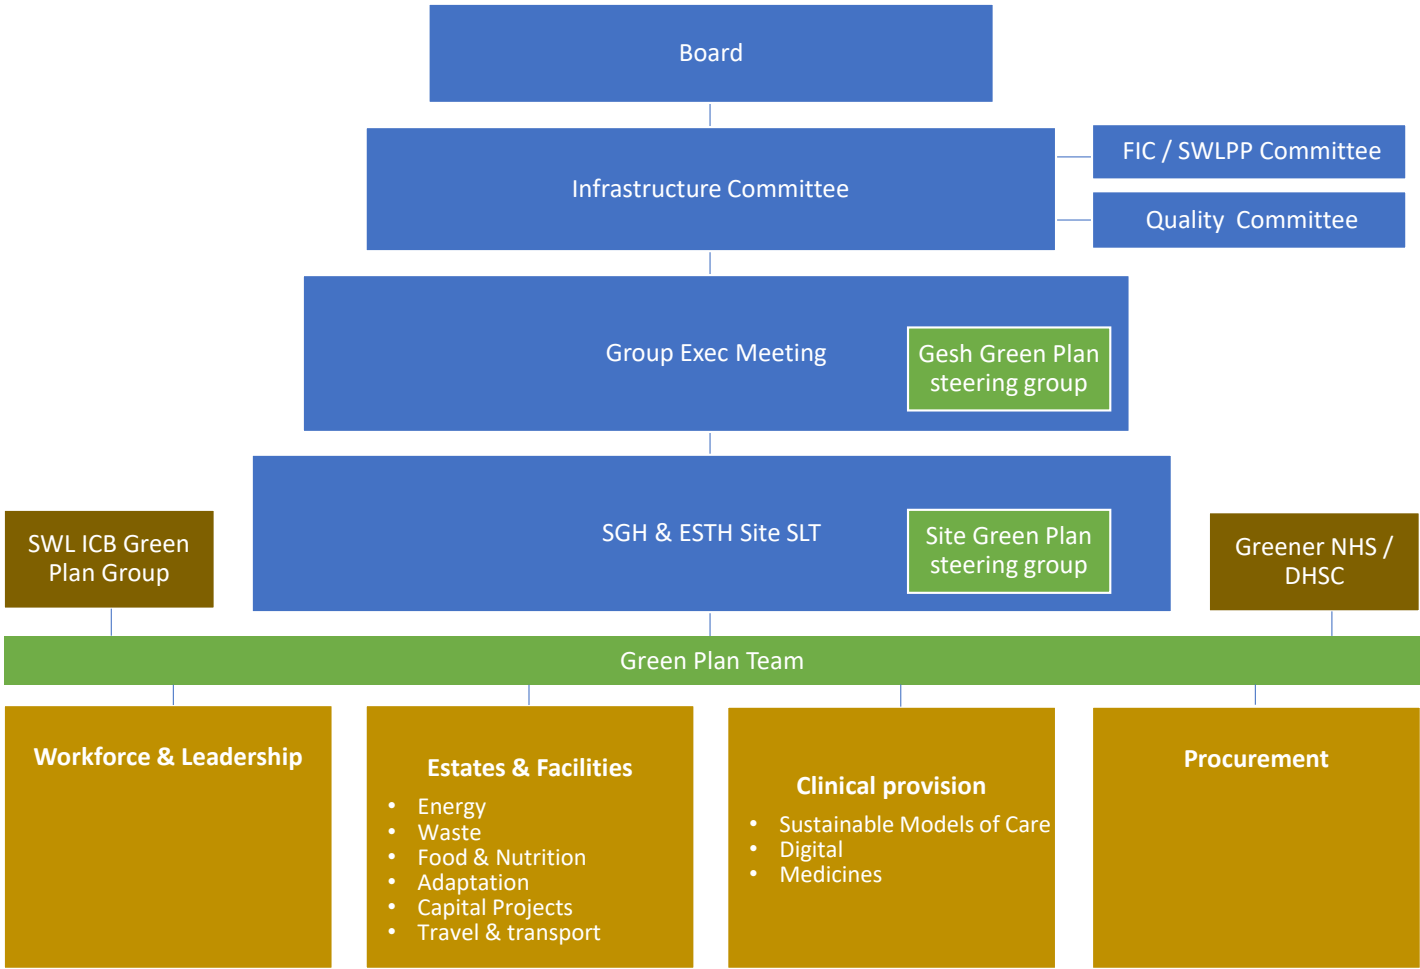 Board
Infrastructure Committee
FIC / SWLPP Committee
Quality  Committee
Group Exec Meeting
Gesh Green Plan
steering group
SGH & ESTH Site SLT
Site Green Plan
steering group
SWL ICB Green
Plan Group
Greener NHS /
DHSC
Green Plan Team
Workforce & Leadership
Estates & Facilities
• Energy
• Waste
• Food & Nutrition
• Adaptation
• Capital Projects
• Travel & transport
Clinical provision
• Sustainable Models of Care
• Digital
• Medicines
Procurement